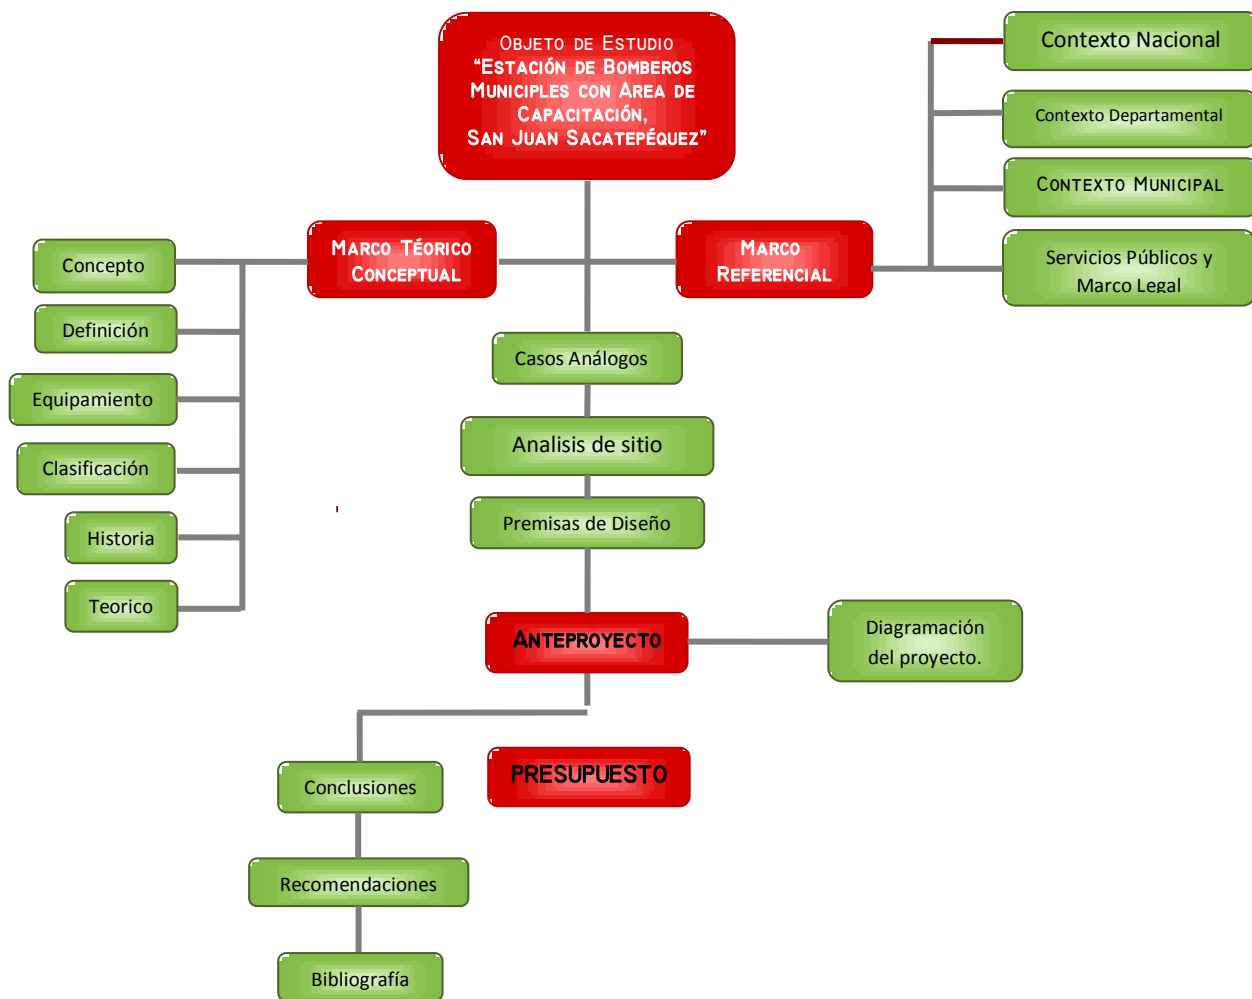 OBJETO DE ESTUDIO
“ESTACIÓN DE BOMBEROS
MUNICIPLES CON AREA DE
CAPACITACIÓN,
SAN JUAN SACATEPÉQUEZ”
Contexto Nacional
Contexto Departamental
CONTEXTO MUNICIPAL
Servicios Públicos y
Marco Legal
MARCO TÉORICO
CONCEPTUAL
MARCO
REFERENCIAL
Concepto
Definición
Equipamiento
Clasificación
Historia
Teorico
Casos Análogos
Analisis de sitio
Premisas de Diseño
ANTEPROYECTO
Diagramación
del proyecto.
PRESUPUESTO
Conclusiones
Recomendaciones
Bibliografía